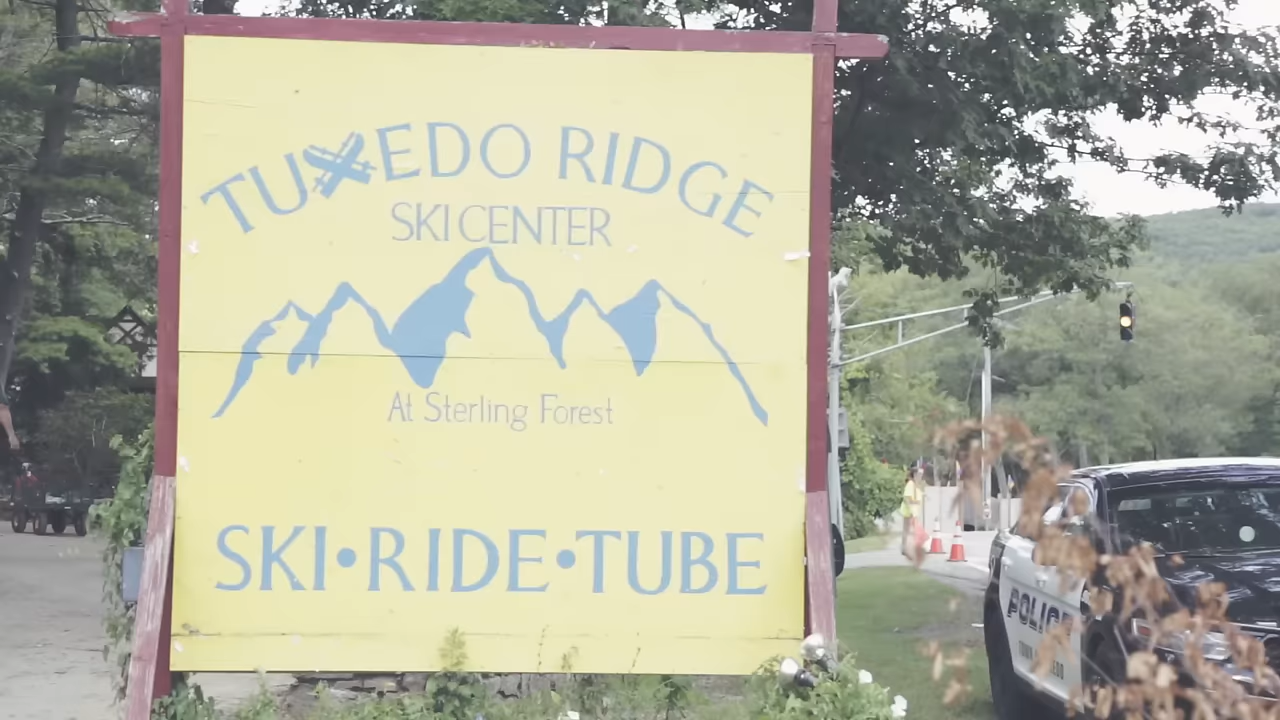 TUXEDO RIDGE
SKI CENTER
At Sterling Forest
SKI•RIDE•TUBE
POLICE